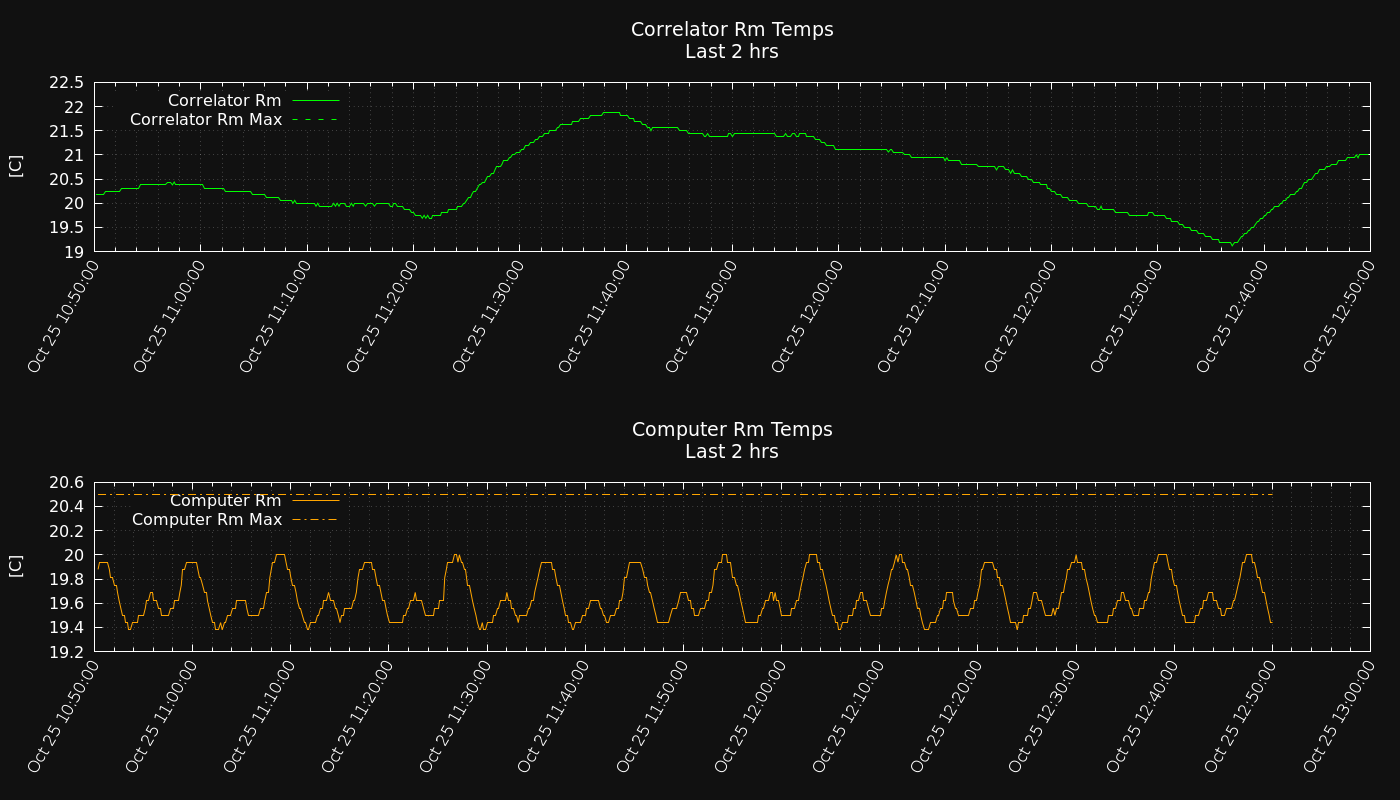 Correlator Rm Temps
Last 2 hrs
22.5
22
21.5
21
20.5
20
19.5
19
[C]
Correlator Rm
Correlator Rm Max
Oct 25 10:50:00
Oct 25 11:00:00
Oct 25 11:10:00
Oct 25 11:20:00
Oct 25 11:30:00
Oct 25 11:40:00
Oct 25 11:50:00
Oct 25 12:00:00
Oct 25 12:10:00
Oct 25 12:20:00
Oct 25 12:30:00
Oct 25 12:40:00
Oct 25 12:50:00
Computer Rm Temps
Last 2 hrs
20.6
20.4
20.2
20
19.8
19.6
19.4
19.2
[C]
Computer Rm
Computer Rm Max
Oct 25 10:50:00
Oct 25 11:00:00
Oct 25 11:10:00
Oct 25 11:20:00
Oct 25 11:30:00
Oct 25 11:40:00
Oct 25 11:50:00
Oct 25 12:00:00
Oct 25 12:10:00
Oct 25 12:20:00
Oct 25 12:30:00
Oct 25 12:40:00
Oct 25 12:50:00
Oct 25 13:00:00